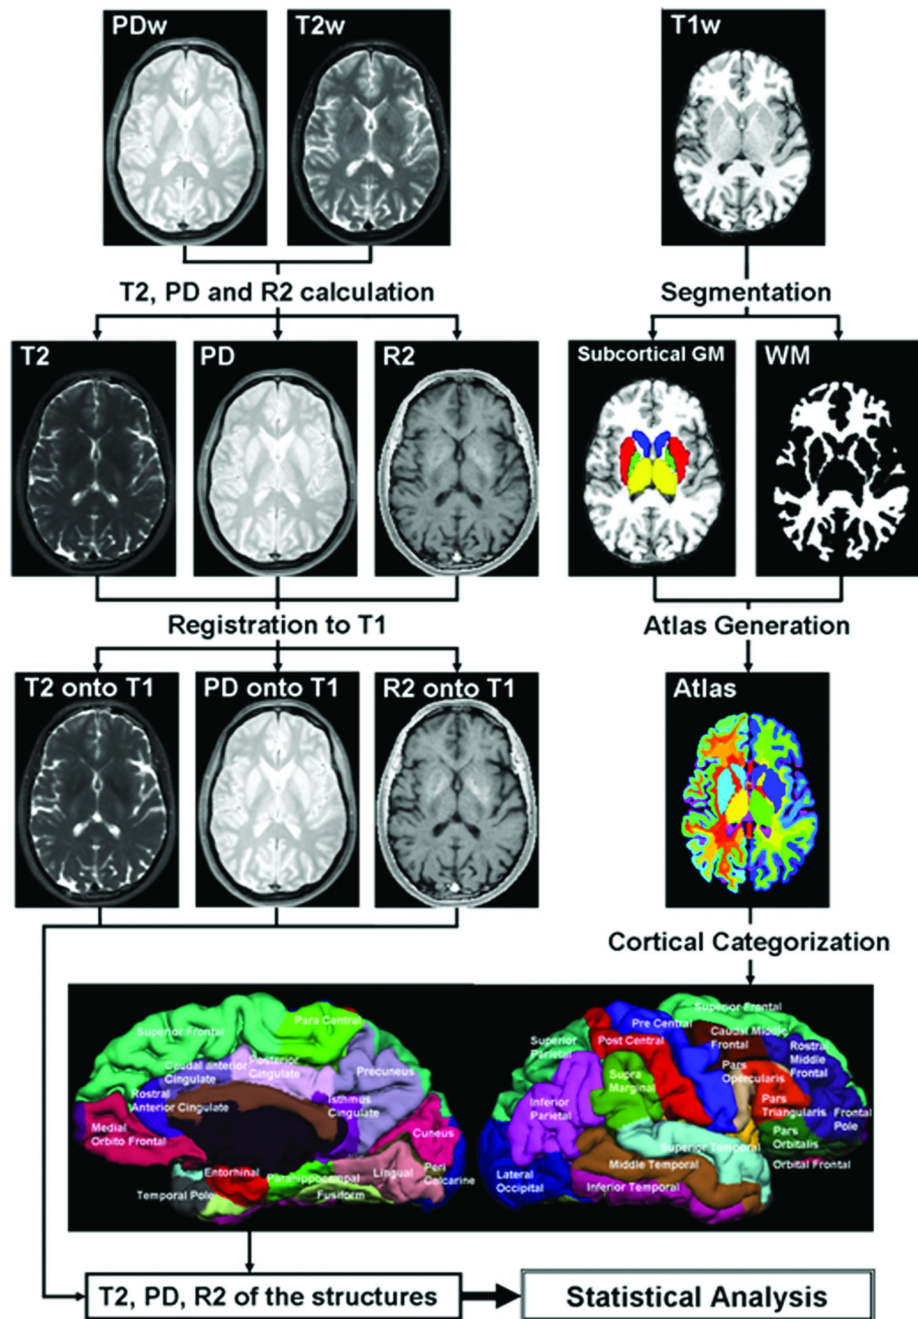 PDw
T2w
T1w
T2, PD and R2 calculation
Segmentation
T2
PD
R2
Subcortical GM
WM
Registration to T1
Atlas Generation
T2 onto T1
PD onto T1
R2 onto T1
Atlas
Cortical Categorization
Superior Frontal
Para Central
Caudal anterior
Cingulate
Posterior
Cingulate
Precuneus
Rostral
Anterior Cingulate
Isthmus
Cingulate
Medial
Orbito Frontal
Cuneus
Entorhinal
Parahippocampal
Lingual
Peri
Calcarine
Temporal Pole
Fusiform
Superior Frontal
Pre Central
Caudal Middle
Frontal
Superior
Parietal
Post Central
Rostral
Middle
Frontal
Supra
Marginal
Pars
Opercularis
Inferior
Parietal
Pars
Triangularis
Frontal
Pole
Pars
Orbitalis
Superior Temporal
Orbital Frontal
Middle Temporal
Lateral
Occipital
Inferior Temporal
T2, PD, R2 of the structures
Statistical Analysis